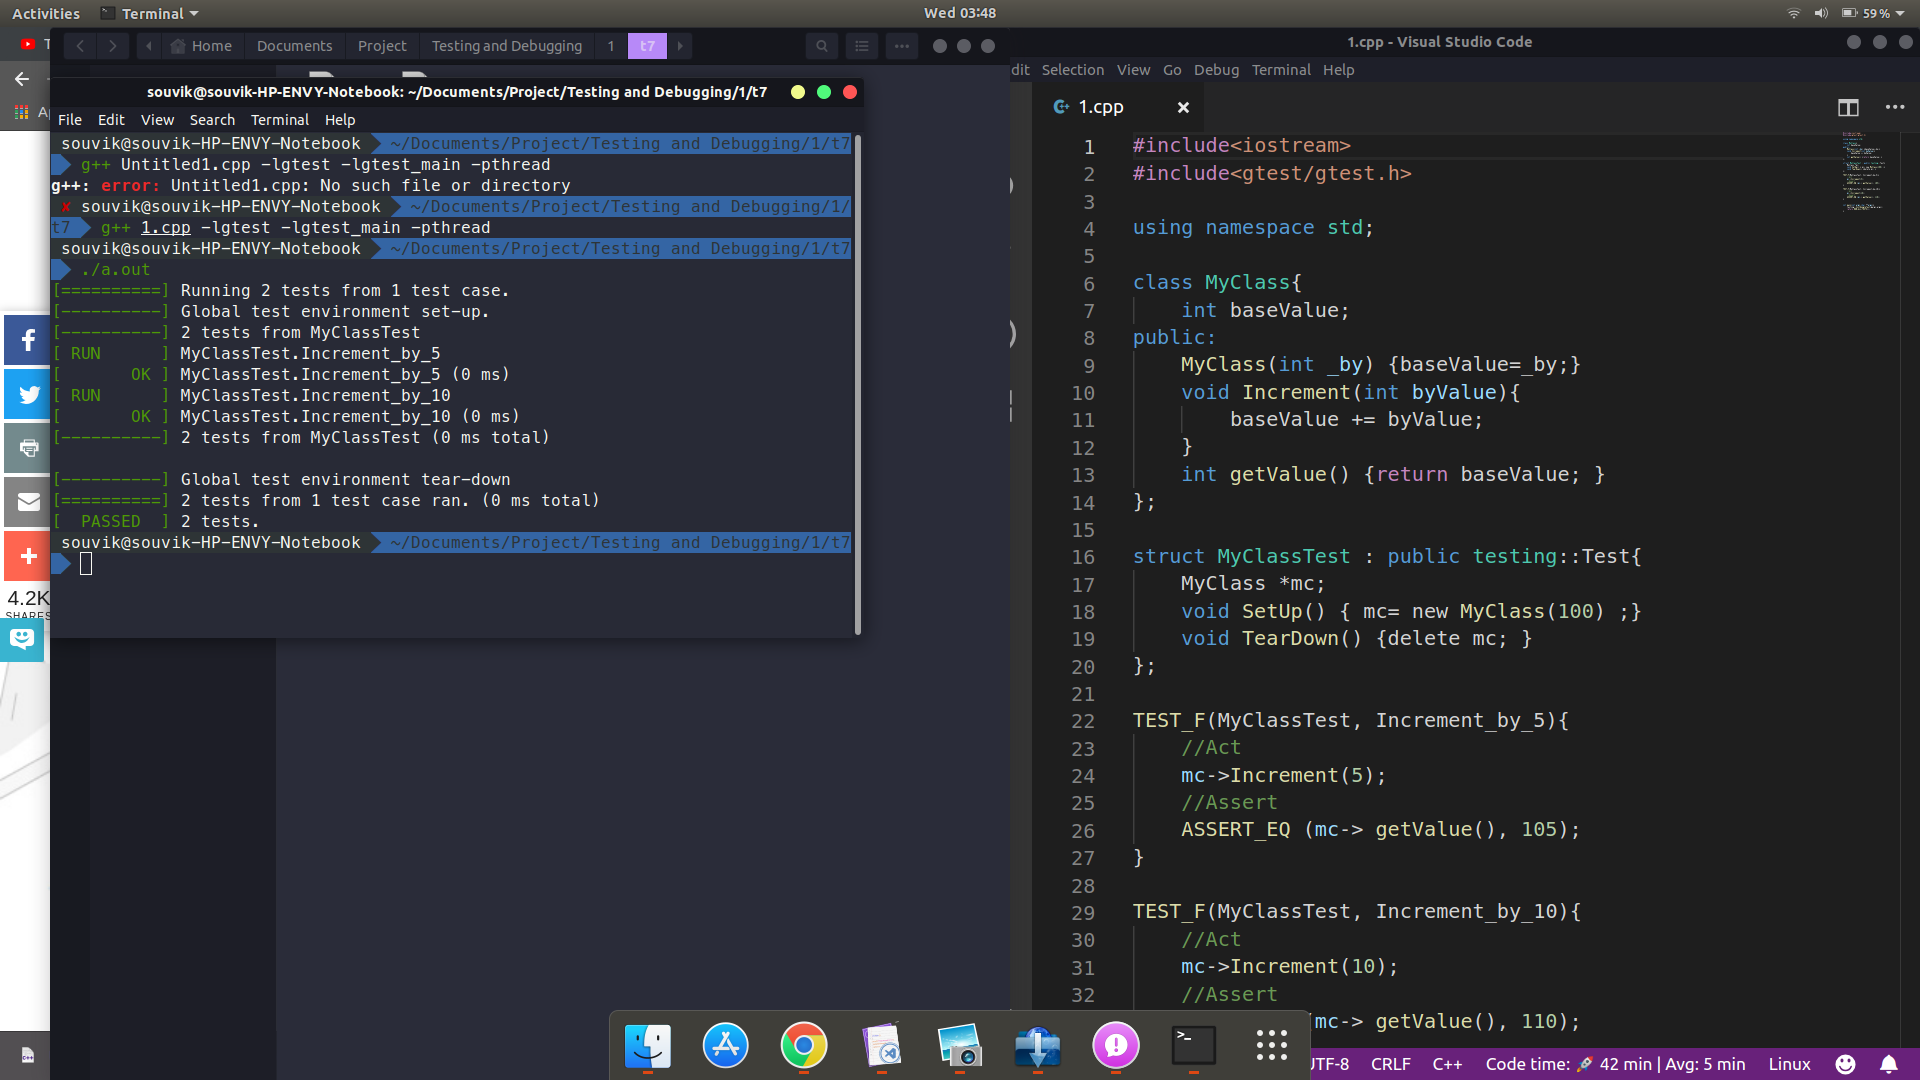 Activities
Terminal
Wed 03:48
59 %
Home
Documents
Project
Testing and Debugging
1
t7
souvik@souvik-HP-ENVY-Notebook: ~/Documents/Project/Testing and Debugging/1/t7
File Edit View Search Terminal Help
souvik@souvik-HP-ENVY-Notebook ~/Documents/Project/Testing and Debugging/1/t7
g++ Untitled1.cpp -lgtest -lgtest_main -pthread
g++: error: Untitled1.cpp: No such file or directory
✘ souvik@souvik-HP-ENVY-Notebook ~/Documents/Project/Testing and Debugging/1/
t7 g++ 1.cpp -lgtest -lgtest_main -pthread
souvik@souvik-HP-ENVY-Notebook ~/Documents/Project/Testing and Debugging/1/t7
./a.out
[==========] Running 2 tests from 1 test case.
[----------] Global test environment set-up.
[----------] 2 tests from MyClassTest
[ RUN      ] MyClassTest.Increment_by_5
[       OK ] MyClassTest.Increment_by_5 (0 ms)
[ RUN      ] MyClassTest.Increment_by_10
[       OK ] MyClassTest.Increment_by_10 (0 ms)
[----------] 2 tests from MyClassTest (0 ms total)
[----------] Global test environment tear-down
[==========] 2 tests from 1 test case ran. (0 ms total)
[  PASSED  ] 2 tests.
souvik@souvik-HP-ENVY-Notebook ~/Documents/Project/Testing and Debugging/1/t7
4.2K
SHARES
1.cpp - Visual Studio Code
dit Selection View Go Debug Terminal Help
1.cpp
1 #include<iostream>
2 #include<gtest/gtest.h>
3
4 using namespace std;
5
6 class MyClass{
7     int baseValue;
8 public:
9     MyClass(int _by) {baseValue=_by;}
10     void Increment(int byValue){
11         baseValue += byValue;
12     }
13     int getValue() {return baseValue; }
14 };
15
16 struct MyClassTest : public testing::Test{
17     MyClass *mc;
18     void SetUp() { mc= new MyClass(100) ;}
19     void TearDown() {delete mc; }
20 };
21
22 TEST_F(MyClassTest, Increment_by_5){
23     //Act
24     mc->Increment(5);
25     //Assert
26     ASSERT_EQ (mc-> getValue(), 105);
27 }
28
29 TEST_F(MyClassTest, Increment_by_10){
30     //Act
31     mc->Increment(10);
32     //Assert
(mc-> getValue(), 110);
UTF-8 CRLF C++ Code time: 🚀 42 min | Avg: 5 min Linux